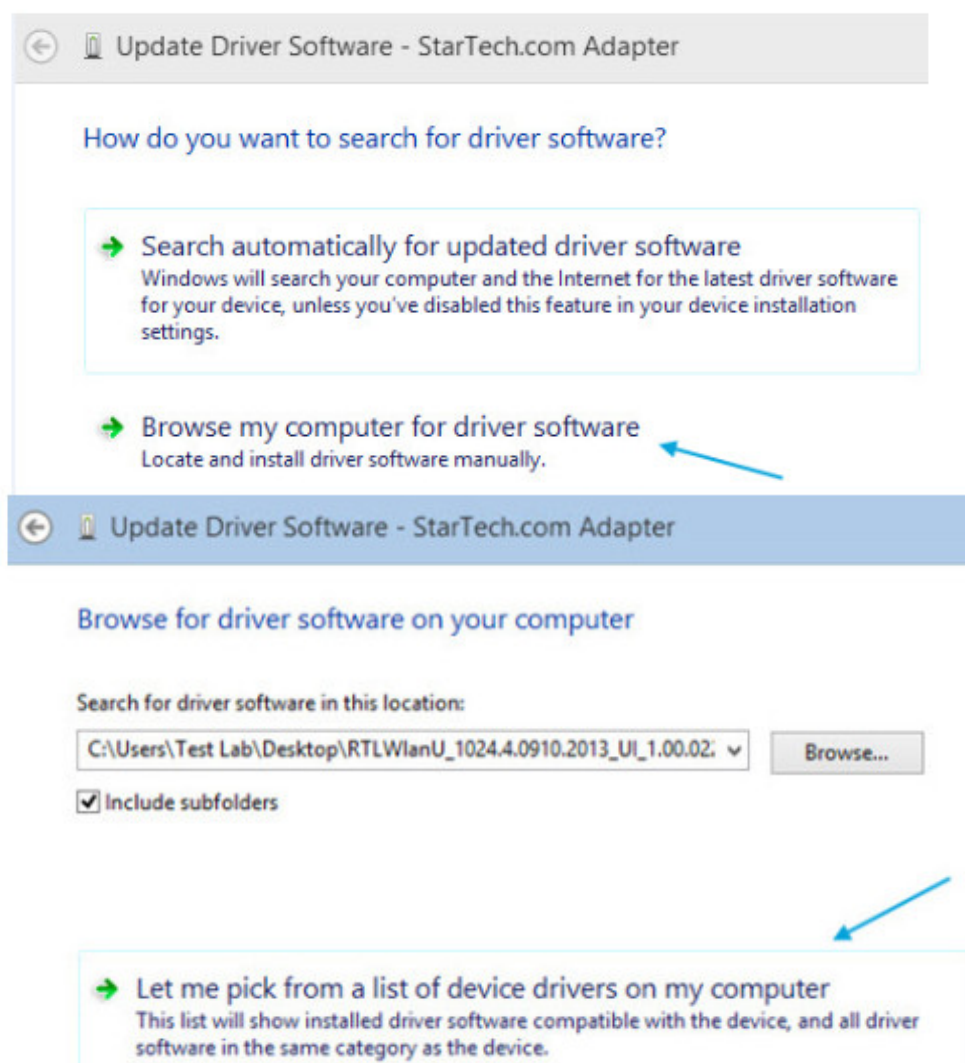 Update Driver Software - StarTech.com Adapter
How do you want to search for driver software?
Search automatically for updated driver software
Windows will search your computer and the Internet for the latest driver software
for your device, unless you've disabled this feature in your device installation
settings.
Browse my computer for driver software
Locate and install driver software manually.
Update Driver Software - StarTech.com Adapter
Browse for driver software on your computer
Search for driver software in this location:
C:\Users\Test Lab\Desktop\RTLWlanU_1024.4.0910.2013_UI_1.00.02 Browse...
Include subfolders
Let me pick from a list of device drivers on my computer
This list will show installed driver software compatible with the device, and all driver
software in the same category as the device.